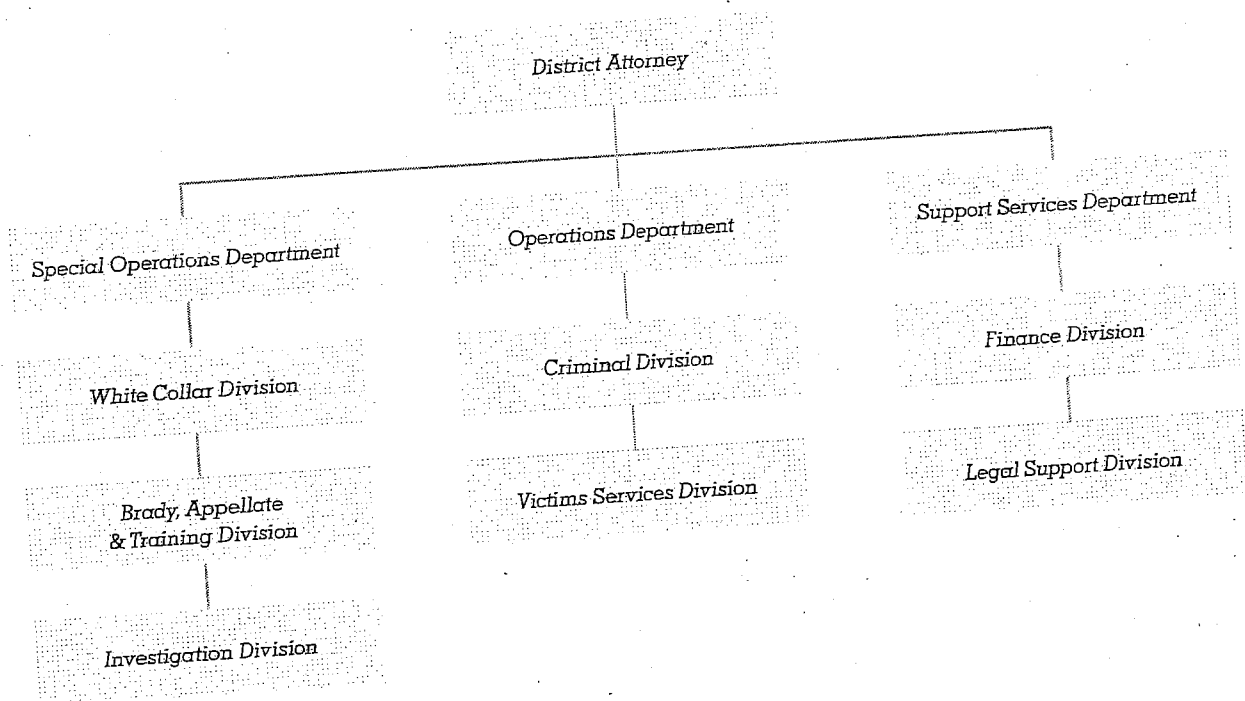 District Attorney
Special Operations Department
Operations Department
Support Services Department
White Collar Division
Criminal Division
Finance Division
Brady, Appellate
& Training Division
Victims Services Division
Legal Support Division
Investigation Division